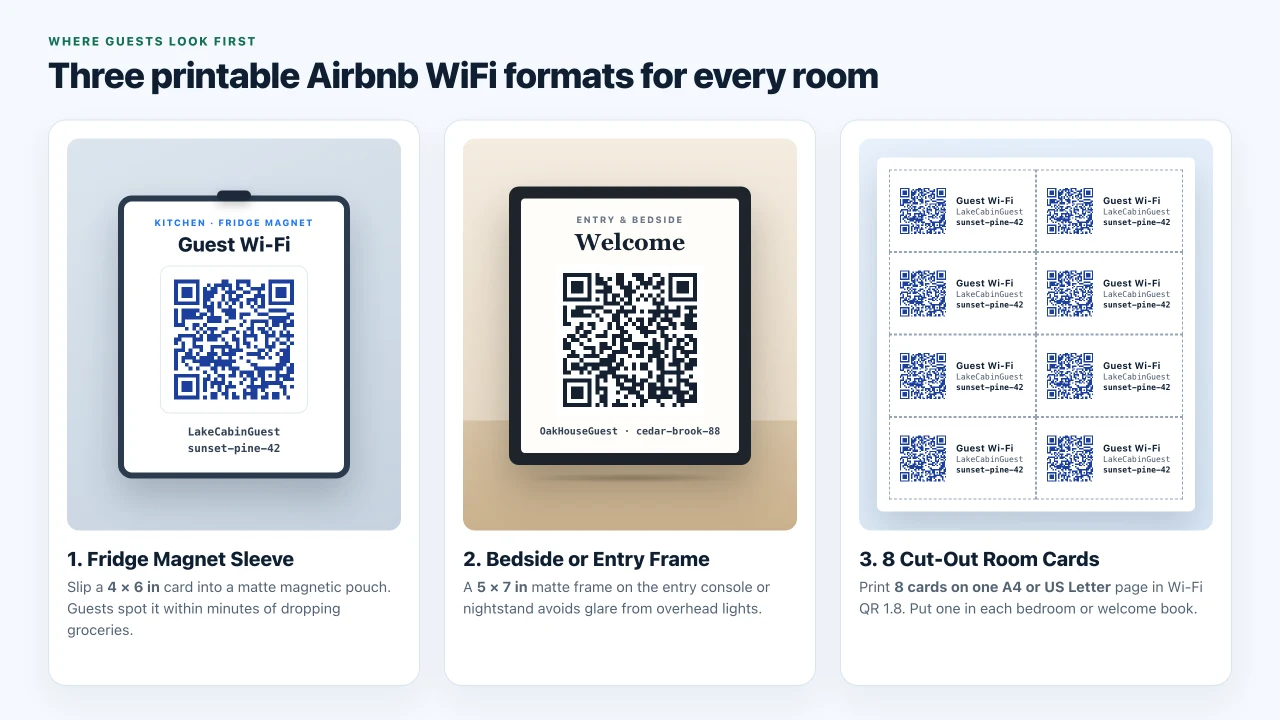 WHERE GUESTS LOOK FIRST
Three printable Airbnb WiFi formats for every room
KITCHEN · FRIDGE MAGNET
Guest Wi-Fi
LakeCabinGuest
sunset-pine-42
1. Fridge Magnet Sleeve
Slip a 4 × 6 in card into a matte magnetic pouch.
Guests spot it within minutes of dropping
groceries.
ENTRY & BEDSIDE
Welcome
OakHouseGuest · cedar-brook-88
2. Bedside or Entry Frame
A 5 × 7 in matte frame on the entry console or
nightstand avoids glare from overhead lights.
Guest Wi-Fi
LakeCabinGuest
sunset-pine-42
Guest Wi-Fi
LakeCabinGuest
sunset-pine-42
Guest Wi-Fi
LakeCabinGuest
sunset-pine-42
Guest Wi-Fi
LakeCabinGuest
sunset-pine-42
Guest Wi-Fi
LakeCabinGuest
sunset-pine-42
Guest Wi-Fi
LakeCabinGuest
sunset-pine-42
Guest Wi-Fi
LakeCabinGuest
sunset-pine-42
Guest Wi-Fi
LakeCabinGuest
sunset-pine-42
3. 8 Cut-Out Room Cards
Print 8 cards on one A4 or US Letter page in Wi-Fi
QR 1.8. Put one in each bedroom or welcome book.